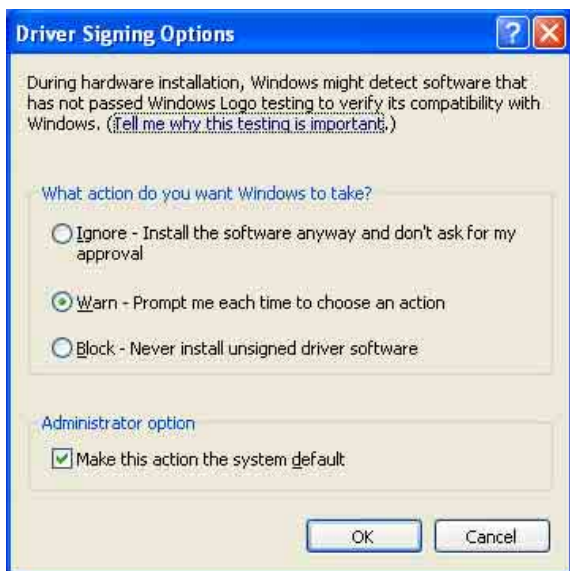 Driver Signing Options
During hardware installation, Windows might detect software that
has not passed Windows Logo testing to verify its compatibility with
Windows. (Tell me why this testing is important.)
What action do you want Windows to take?
Ignore - Install the software anyway and don't ask for my
approval
Warn - Prompt me each time to choose an action
Block - Never install unsigned driver software
Administrator option
Make this action the system default
OK Cancel